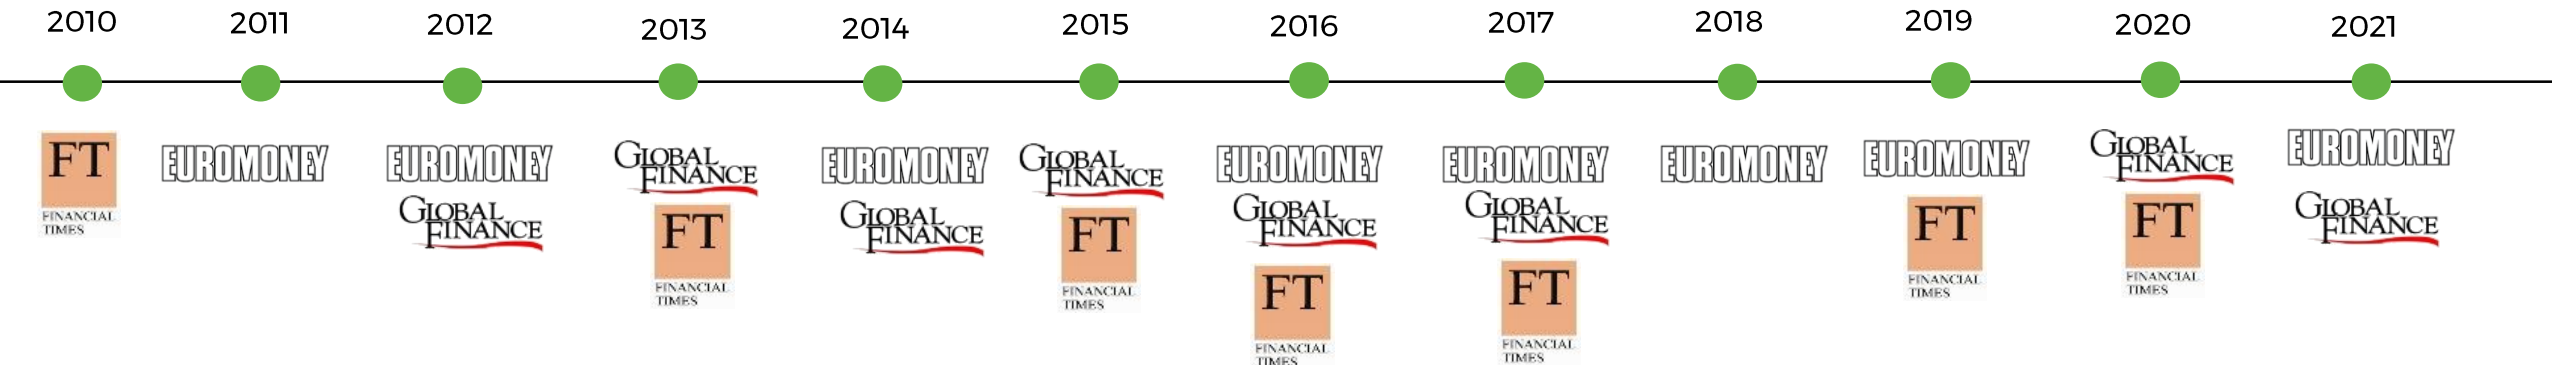 2010
2011
2012
2013
2014
2015
2016
2017
2018
2019
2020
2021
FT
FINANCIAL
TIMES
EUROMONEY
EUROMONEY
GLOBAL
FINANCE
GLOBAL
FINANCE
FT
FINANCIAL
TIMES
EUROMONEY
GLOBAL
FINANCE
GLOBAL
FINANCE
FT
FINANCIAL
TIMES
EUROMONEY
GLOBAL
FINANCE
FT
FINANCIAL
TIMES
EUROMONEY
GLOBAL
FINANCE
FT
FINANCIAL
TIMES
EUROMONEY
EUROMONEY
FT
FINANCIAL
TIMES
GLOBAL
FINANCE
FT
FINANCIAL
TIMES
EUROMONEY
GLOBAL
FINANCE